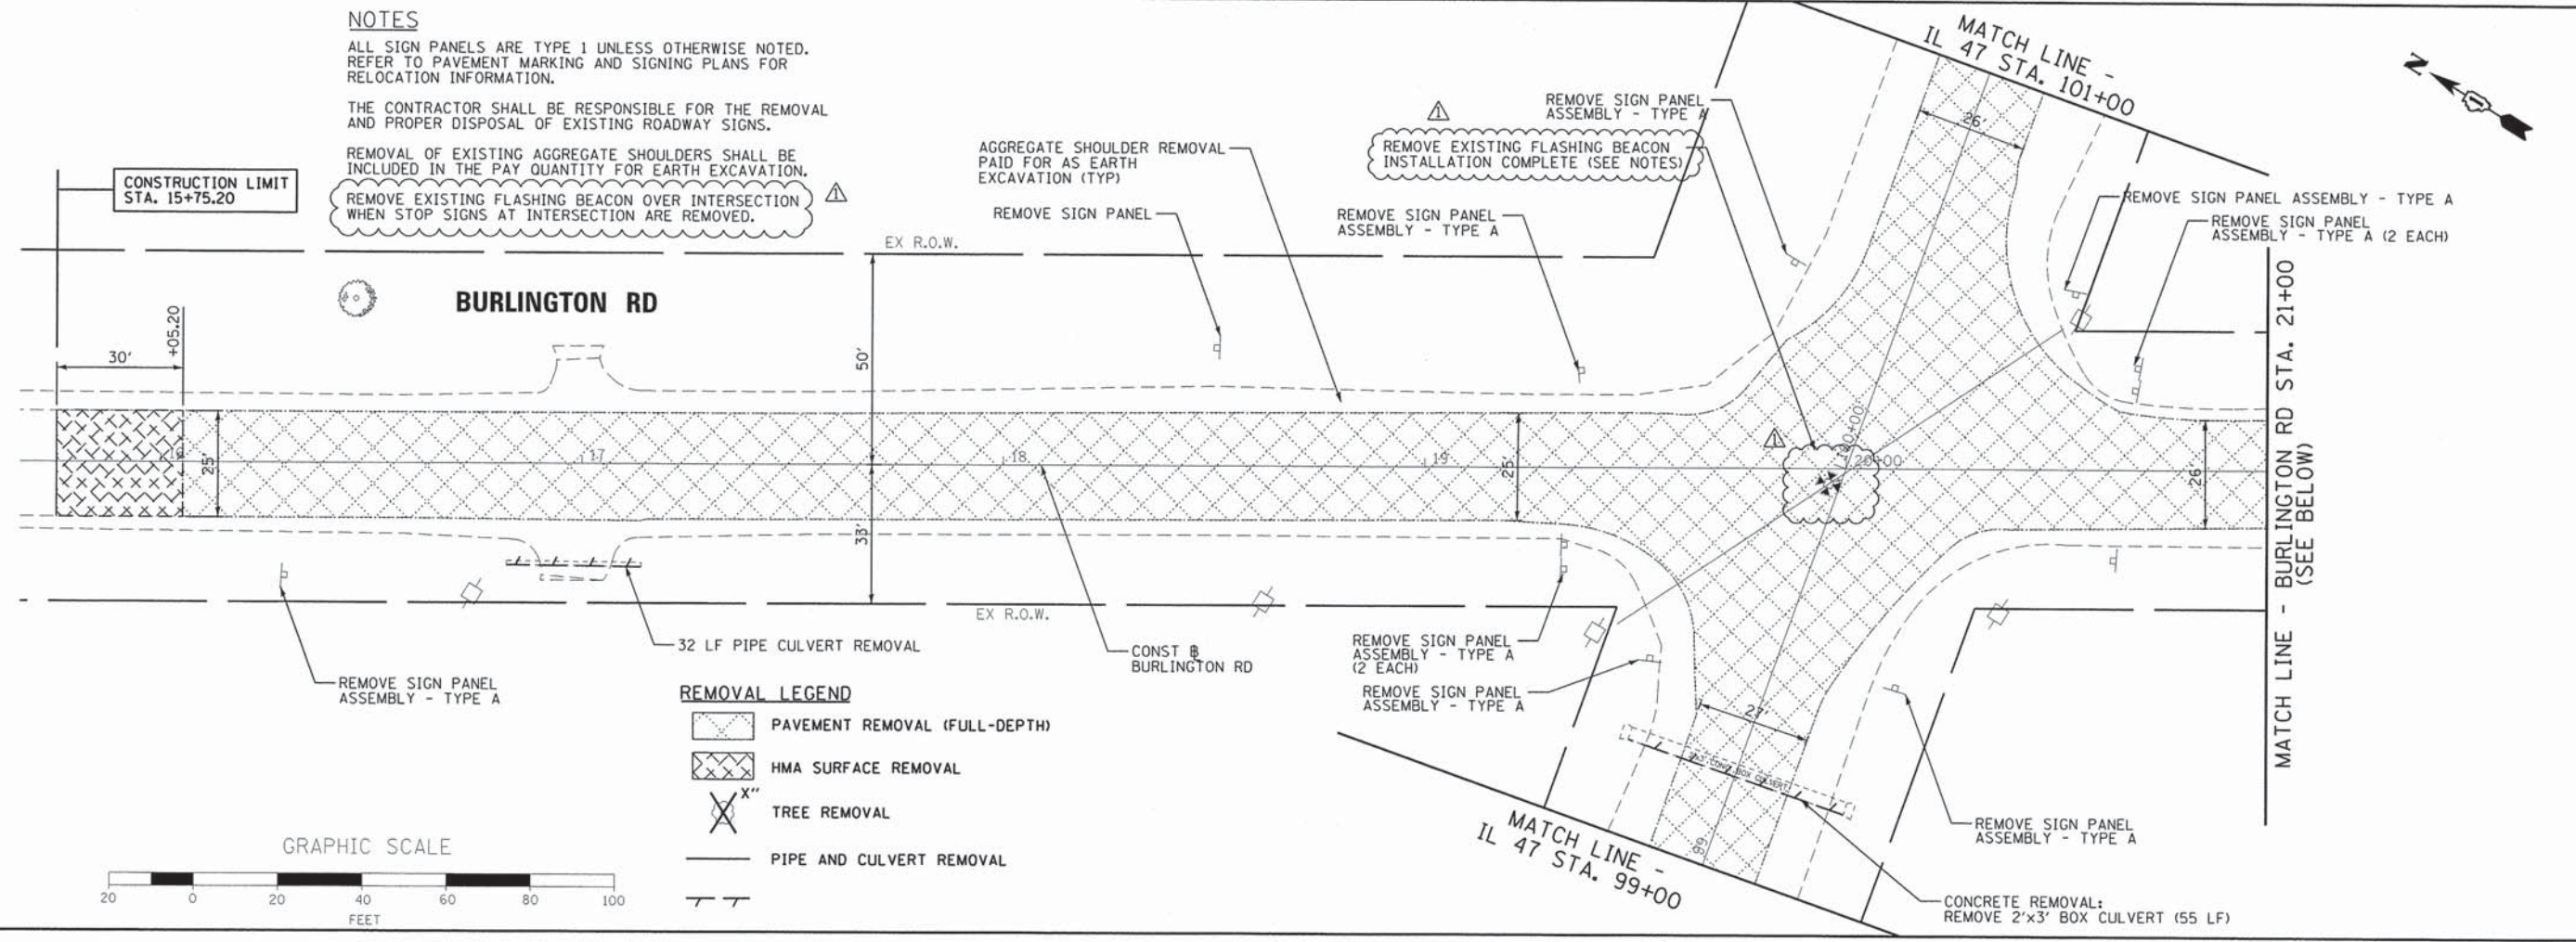 NOTES
ALL SIGN PANELS ARE TYPE 1 UNLESS OTHERWISE NOTED.
REFER TO PAVEMENT MARKING AND SIGNING PLANS FOR
RELOCATION INFORMATION.
THE CONTRACTOR SHALL BE RESPONSIBLE FOR THE REMOVAL
AND PROPER DISPOSAL OF EXISTING ROADWAY SIGNS.
REMOVAL OF EXISTING AGGREGATE SHOULDERS SHALL BE
INCLUDED IN THE PAY QUANTITY FOR EARTH EXCAVATION.
REMOVE EXISTING FLASHING BEACON OVER INTERSECTION
WHEN STOP SIGNS AT INTERSECTION ARE REMOVED.
1
CONSTRUCTION LIMIT
STA. 15+75.20
AGGREGATE SHOULDER REMOVAL
PAID FOR AS EARTH
EXCAVATION (TYP)
REMOVE SIGN PANEL
REMOVE SIGN PANEL
ASSEMBLY - TYPE A
1
REMOVE EXISTING FLASHING BEACON
INSTALLATION COMPLETE (SEE NOTES)
REMOVE SIGN PANEL
ASSEMBLY - TYPE A
MATCH LINE -
IL 47 STA. 101+00
N
REMOVE SIGN PANEL ASSEMBLY - TYPE A
REMOVE SIGN PANEL
ASSEMBLY - TYPE A (2 EACH)
EX R.O.W.
BURLINGTON RD
30'
+05.20
50'
33'
25'
16
17
18
19
25'
1
100+00
20+00
26'
26'
27'
MATCH LINE - BURLINGTON RD STA. 21+00
(SEE BELOW)
EX R.O.W.
32 LF PIPE CULVERT REMOVAL
CONST B
BURLINGTON RD
REMOVE SIGN PANEL
ASSEMBLY - TYPE A
REMOVE SIGN PANEL
ASSEMBLY - TYPE A
(2 EACH)
REMOVE SIGN PANEL
ASSEMBLY - TYPE A
2'x3' CONC BOX CULVERT
99
MATCH LINE -
IL 47 STA. 99+00
REMOVE SIGN PANEL
ASSEMBLY - TYPE A
CONCRETE REMOVAL:
REMOVE 2'x3' BOX CULVERT (55 LF)
REMOVAL LEGEND
PAVEMENT REMOVAL (FULL-DEPTH)
HMA SURFACE REMOVAL
X"
TREE REMOVAL
PIPE AND CULVERT REMOVAL
GRAPHIC SCALE
20 0 20 40 60 80 100
FEET